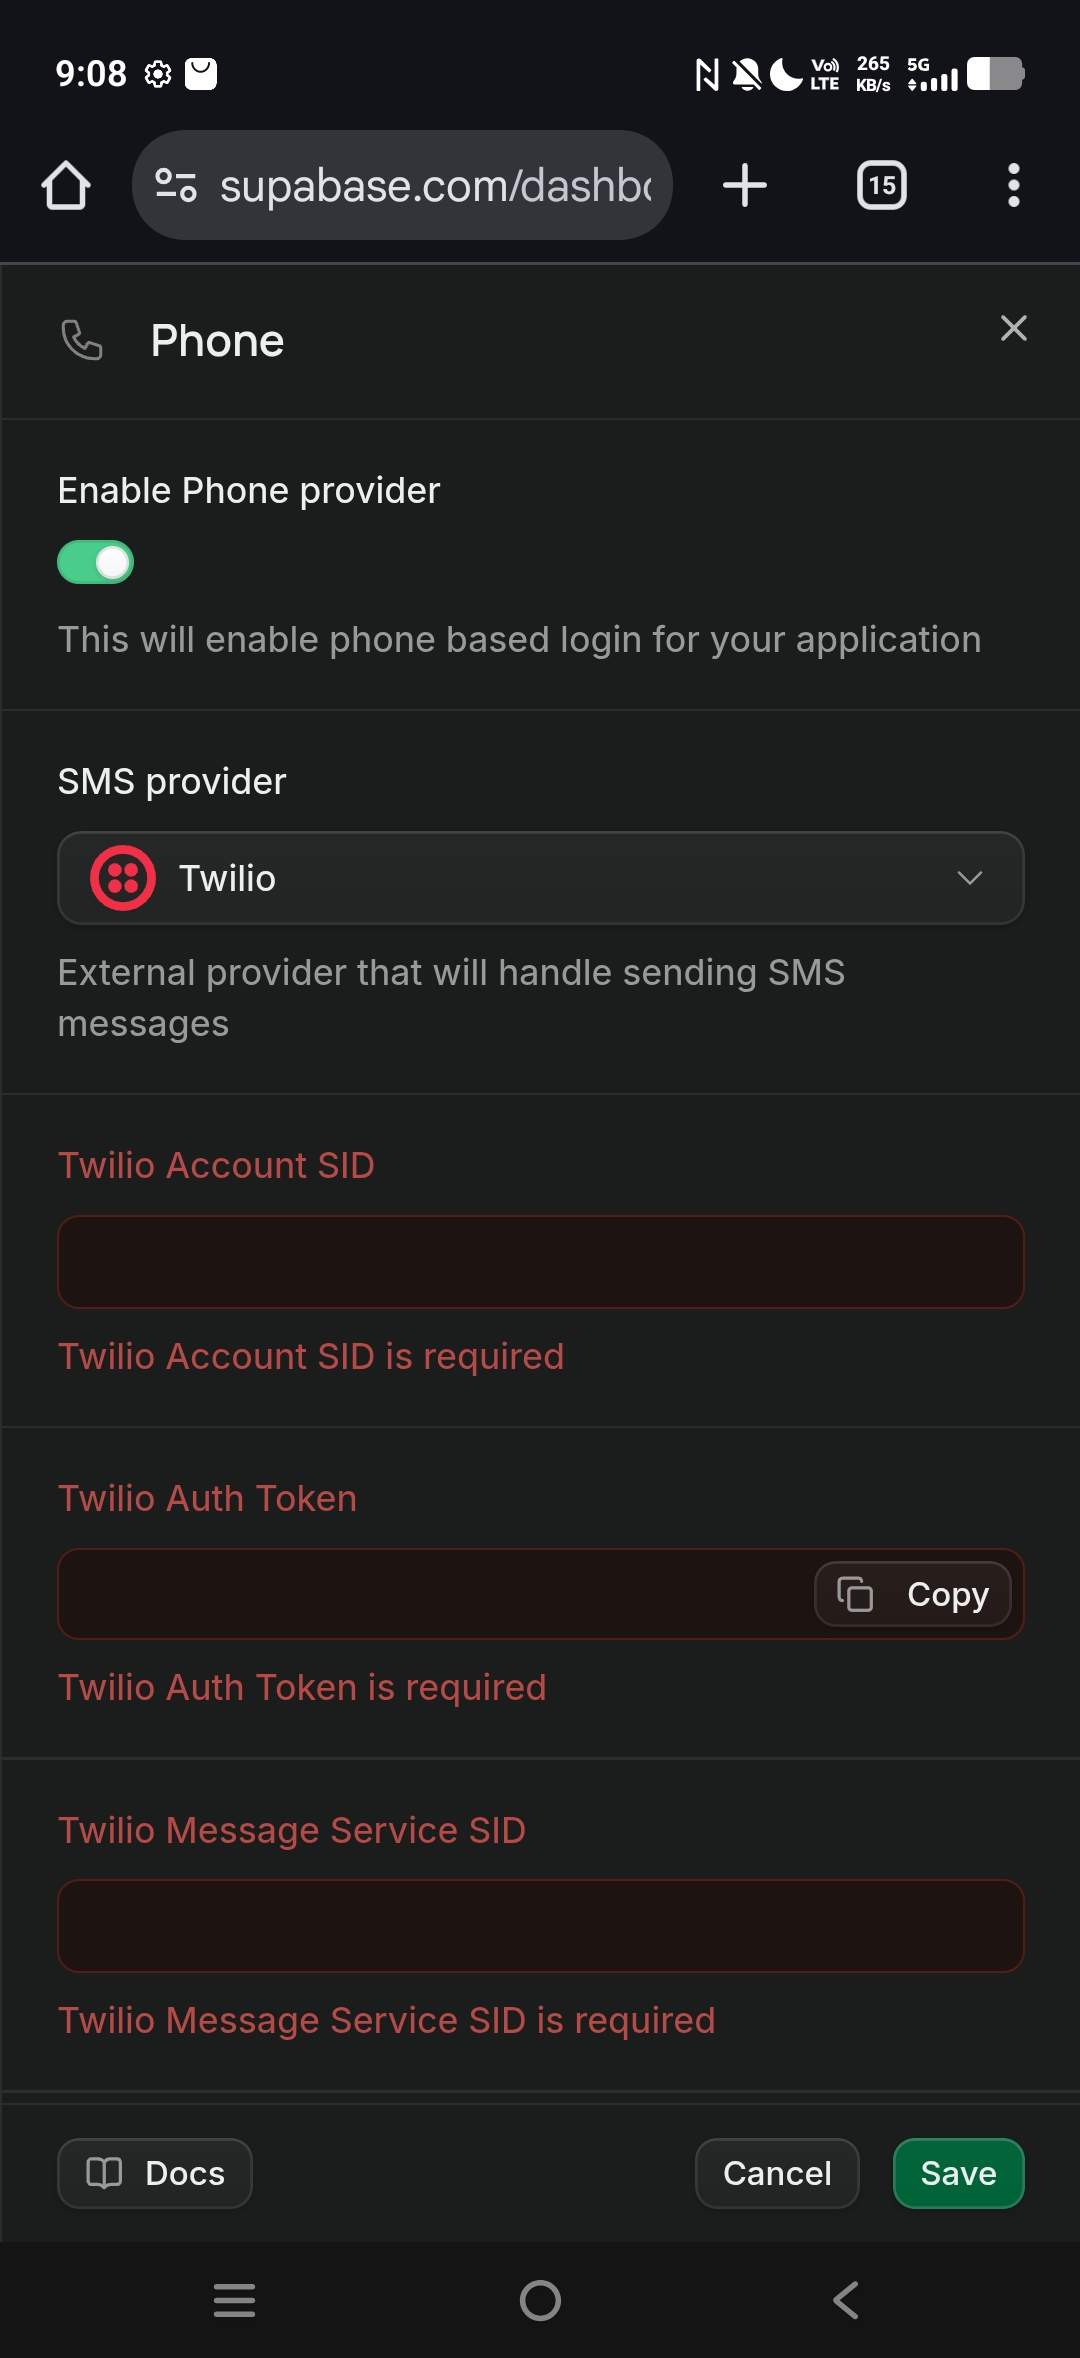 9:08
Vo)) LTE
265 KB/s
5G
supabase.com/dashbo
15
Phone
Enable Phone provider
This will enable phone based login for your application
SMS provider
Twilio
External provider that will handle sending SMS
messages
Twilio Account SID
Twilio Account SID is required
Twilio Auth Token
Copy
Twilio Auth Token is required
Twilio Message Service SID
Twilio Message Service SID is required
Docs
Cancel
Save